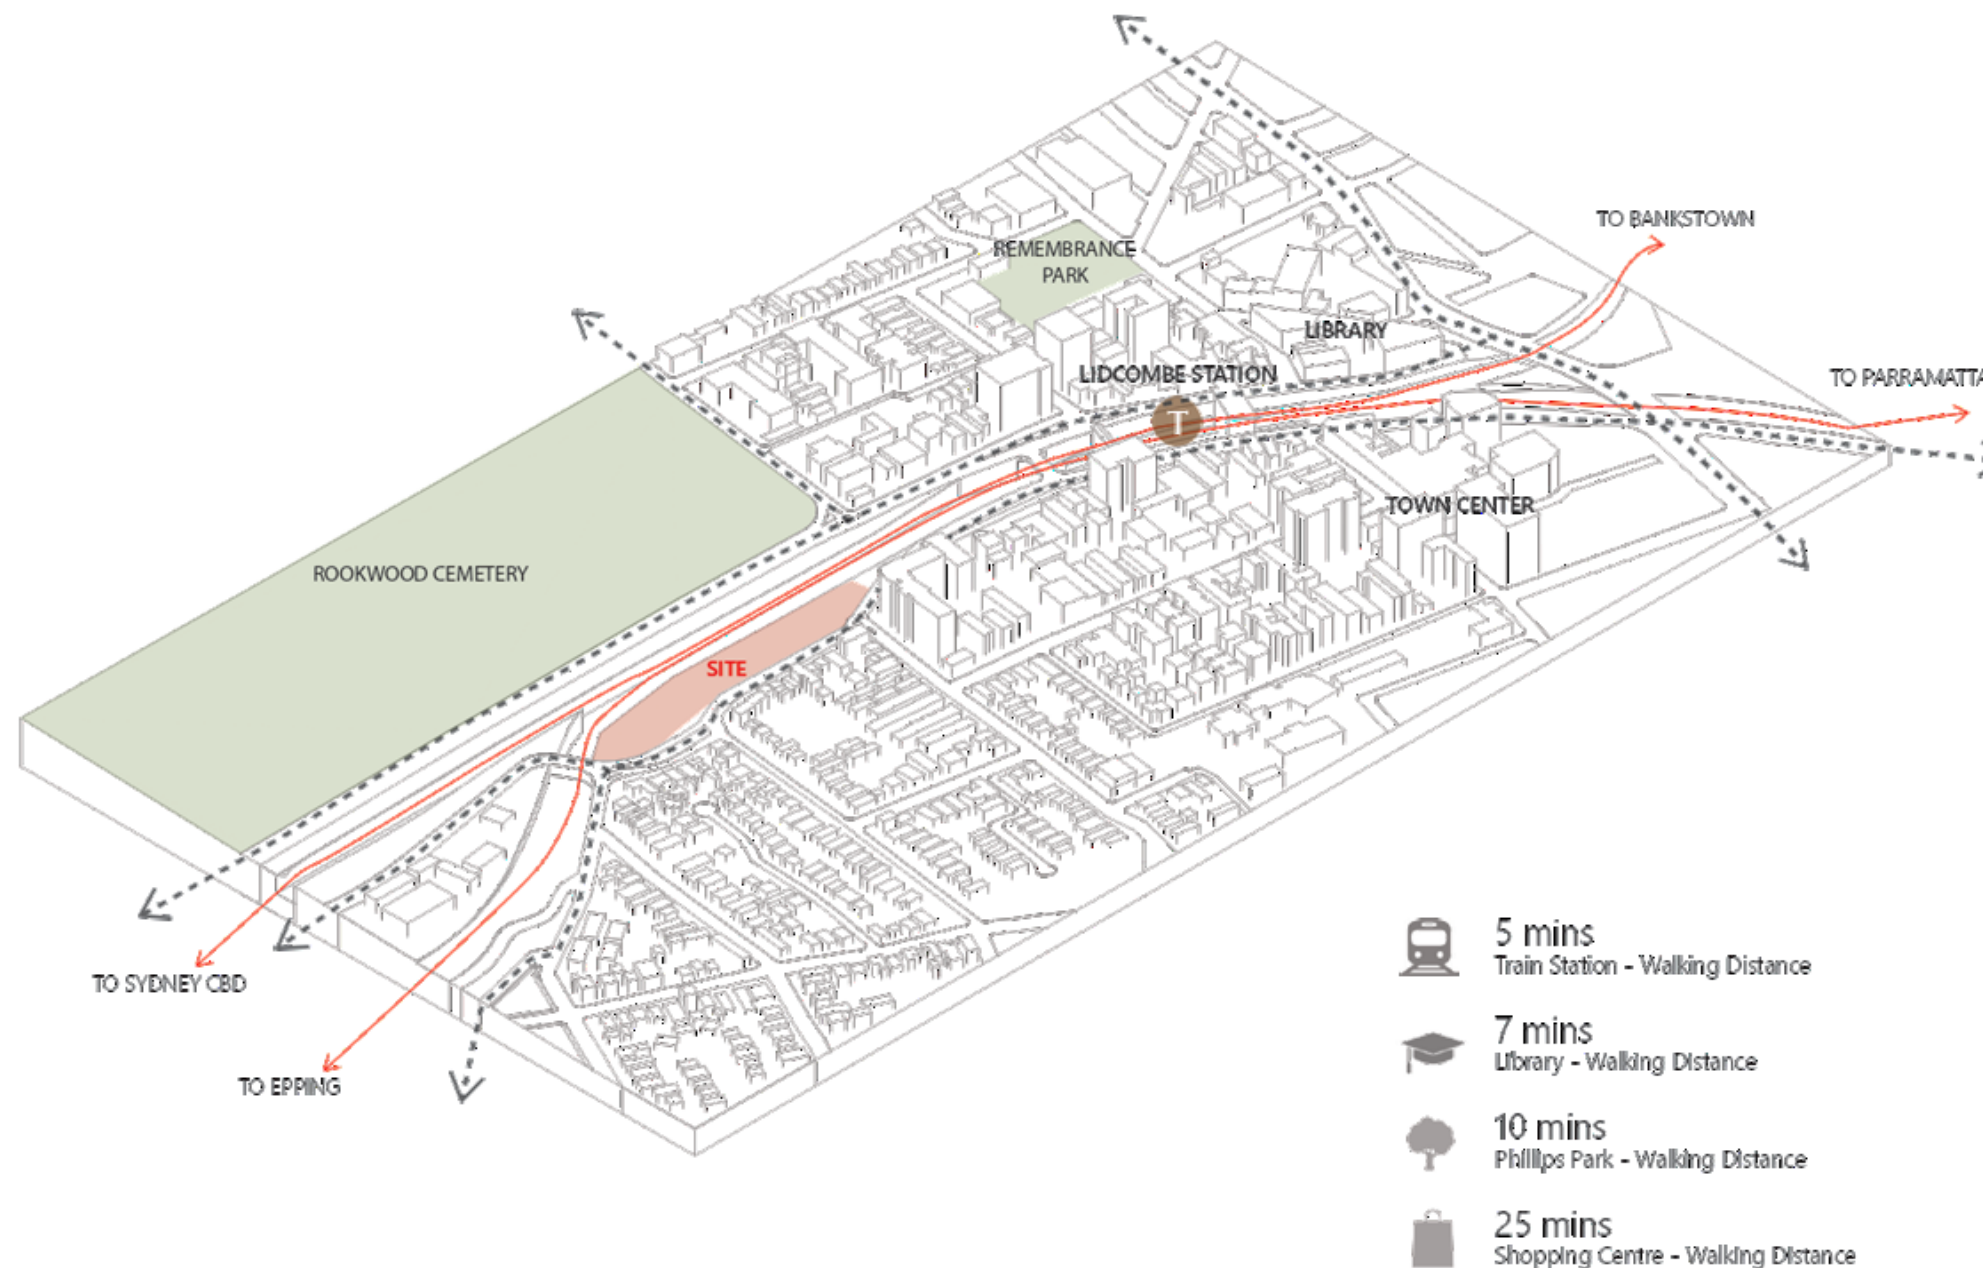 TO BANKSTOWN
REMEMBRANCE
PARK
LIBRARY
LIDCOMBE STATION
T
TO PARRAMATTA
TOWN CENTER
ROOKWOOD CEMETERY
SITE
TO SYDNEY CBD
TO EPPING
5 mins
Train Station - Walking Distance
7 mins
Library - Walking Distance
10 mins
Phillips Park - Walking Distance
25 mins
Shopping Centre - Walking Distance